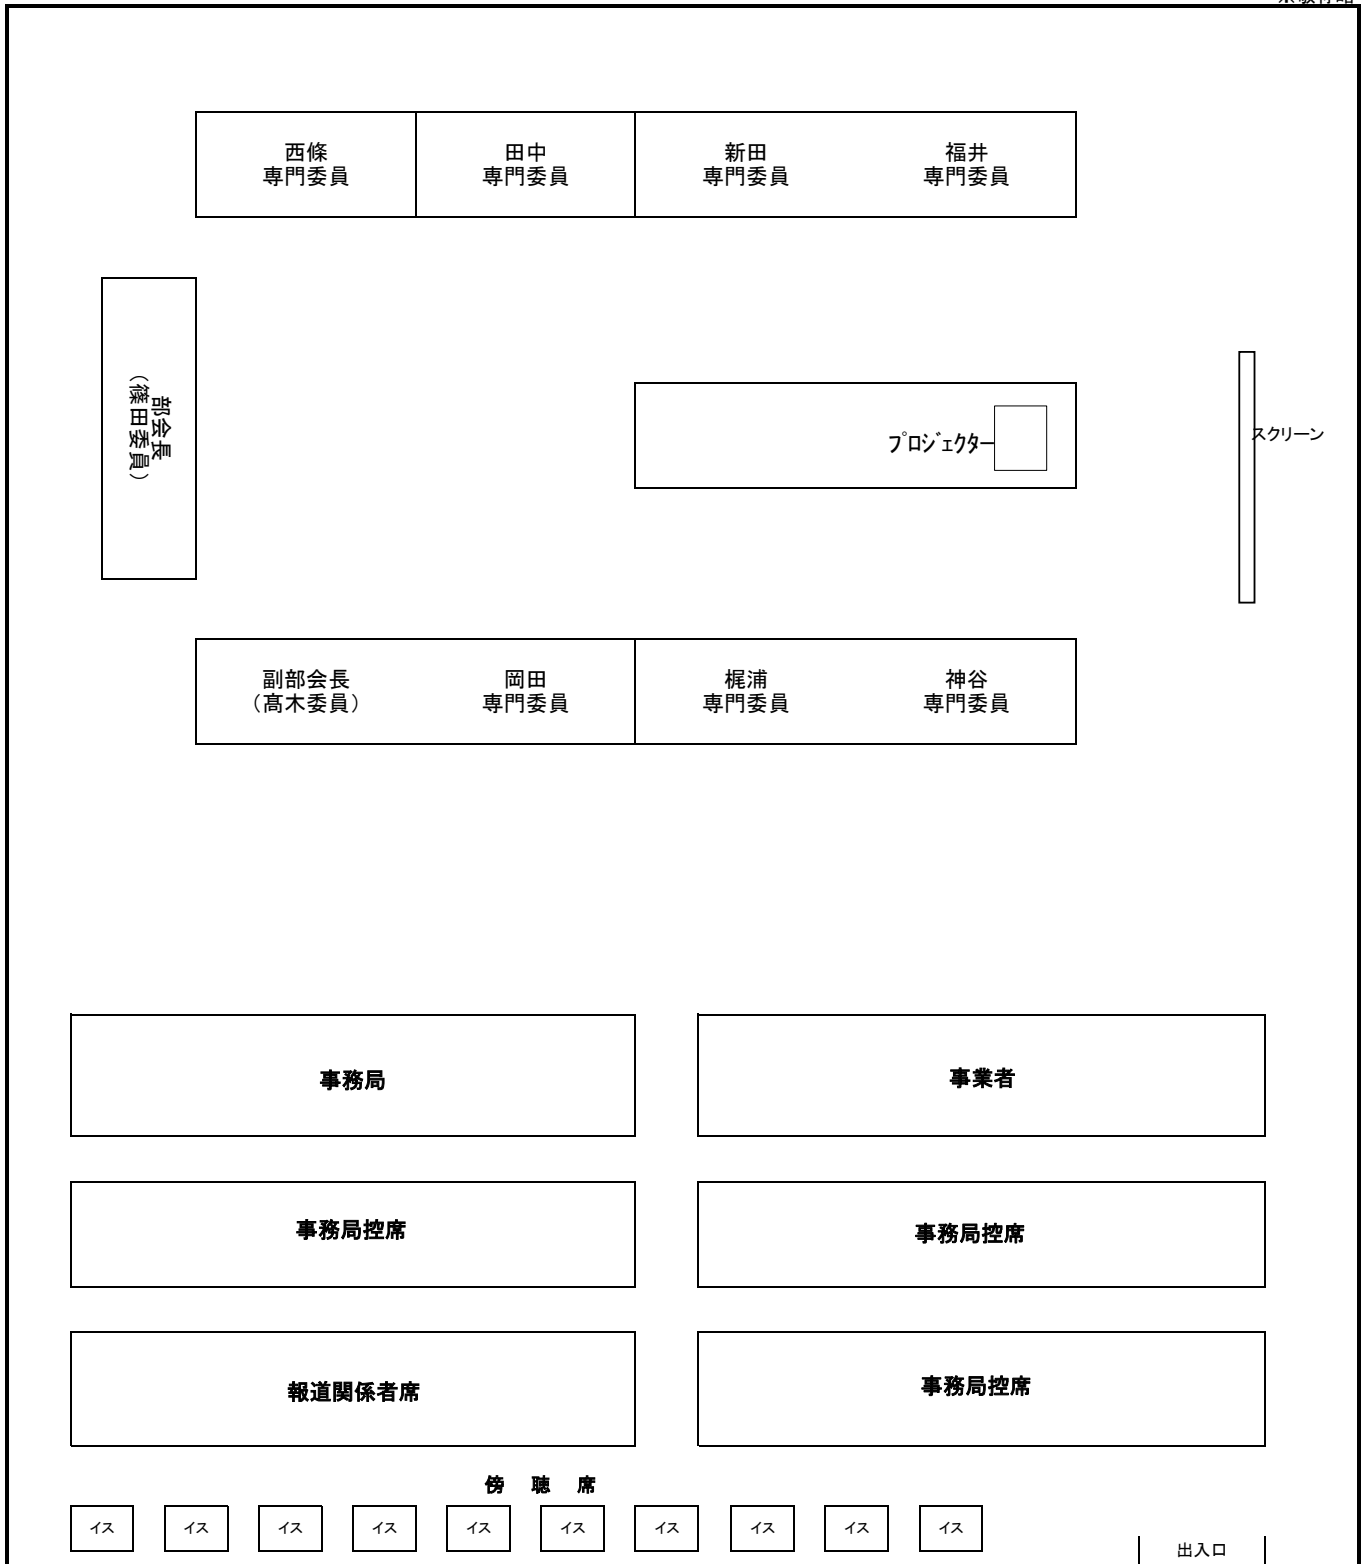 西條
専門委員
田中
専門委員
新田
専門委員
福井
専門委員
部会長
（篠田委員）
プロジェクター
スクリーン
副部会長
（髙木委員）
岡田
専門委員
梶浦
専門委員
神谷
専門委員
事務局
事業者
事務局控席
事務局控席
報道関係者席
事務局控席
傍 聴 席
イス
イス
イス
イス
イス
イス
イス
イス
イス
イス
出入口